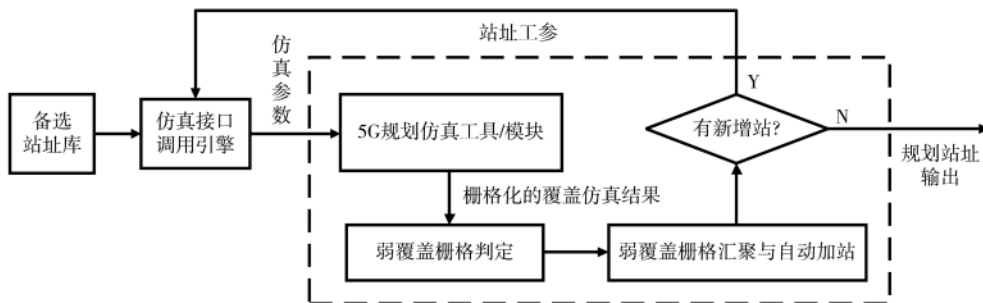 站址工参
仿真参数
备选
站址库
仿真接口
调用引擎
5G规划仿真工具/模块
有新增站?
Y
N
规划站址
输出
栅格化的覆盖仿真结果
弱覆盖栅格判定
弱覆盖栅格汇聚与自动加站